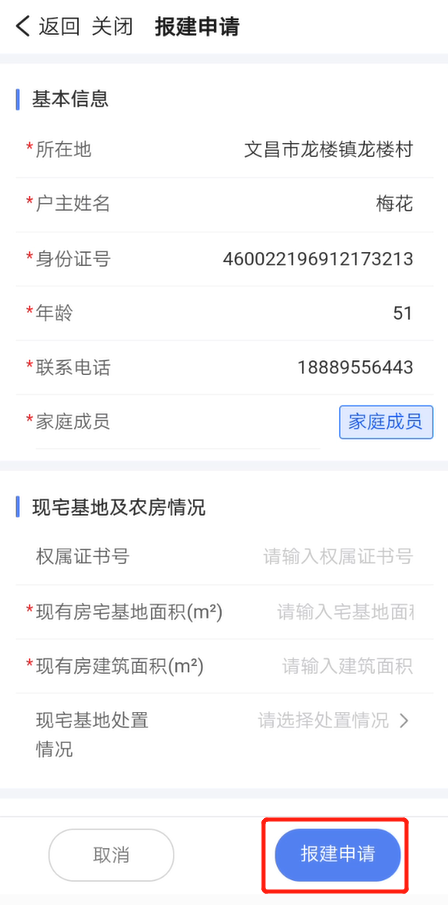 返回 关闭 报建申请
基本信息
*所在地 文昌市龙楼镇龙楼村
*户主姓名 梅花
*身份证号 460022196912173213
*年龄 51
*联系电话 18889556443
*家庭成员 家庭成员
现宅基地及农房情况
权属证书号 请输入权属证书号
*现有房宅基地面积(m²) 请输入宅基地面
*现有房建筑面积(m²) 请输入建筑面积
现宅基地处置 请选择处置情况
情况
取消 报建申请